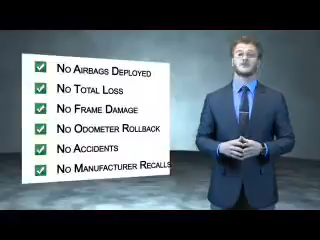 No Airbags Deployed
No Total Loss
No Frame Damage
No Odometer Rollback
No Accidents
No Manufacturer Recalls